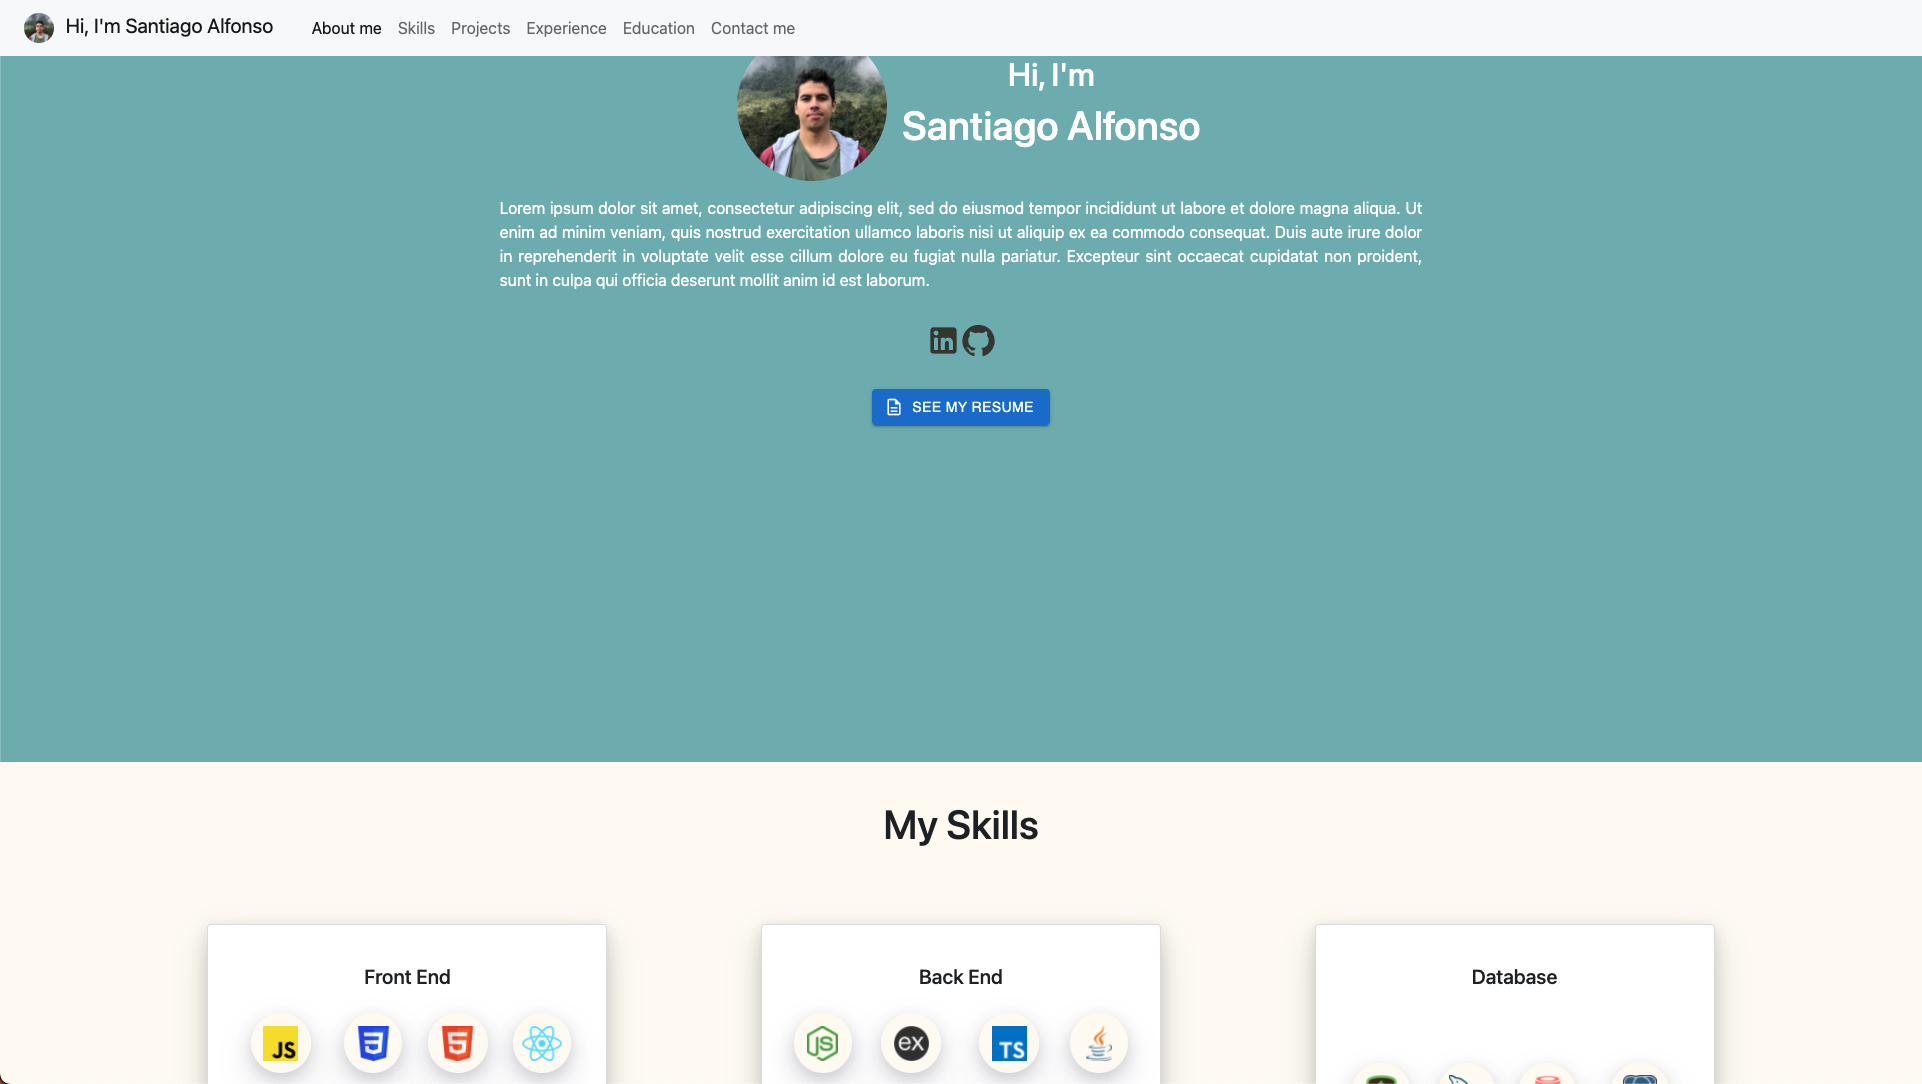 Hi, I'm Santiago Alfonso
About me
Skills
Projects
Experience
Education
Contact me
Hi, I'm
Santiago Alfonso
Lorem ipsum dolor sit amet, consectetur adipiscing elit, sed do eiusmod tempor incididunt ut labore et dolore magna aliqua. Ut
enim ad minim veniam, quis nostrud exercitation ullamco laboris nisi ut aliquip ex ea commodo consequat. Duis aute irure dolor
in reprehenderit in voluptate velit esse cillum dolore eu fugiat nulla pariatur. Excepteur sint occaecat cupidatat non proident,
sunt in culpa qui officia deserunt mollit anim id est laborum.
in
SEE MY RESUME
My Skills
Front End
JS
3
5
Back End
JS
ex
TS
Database